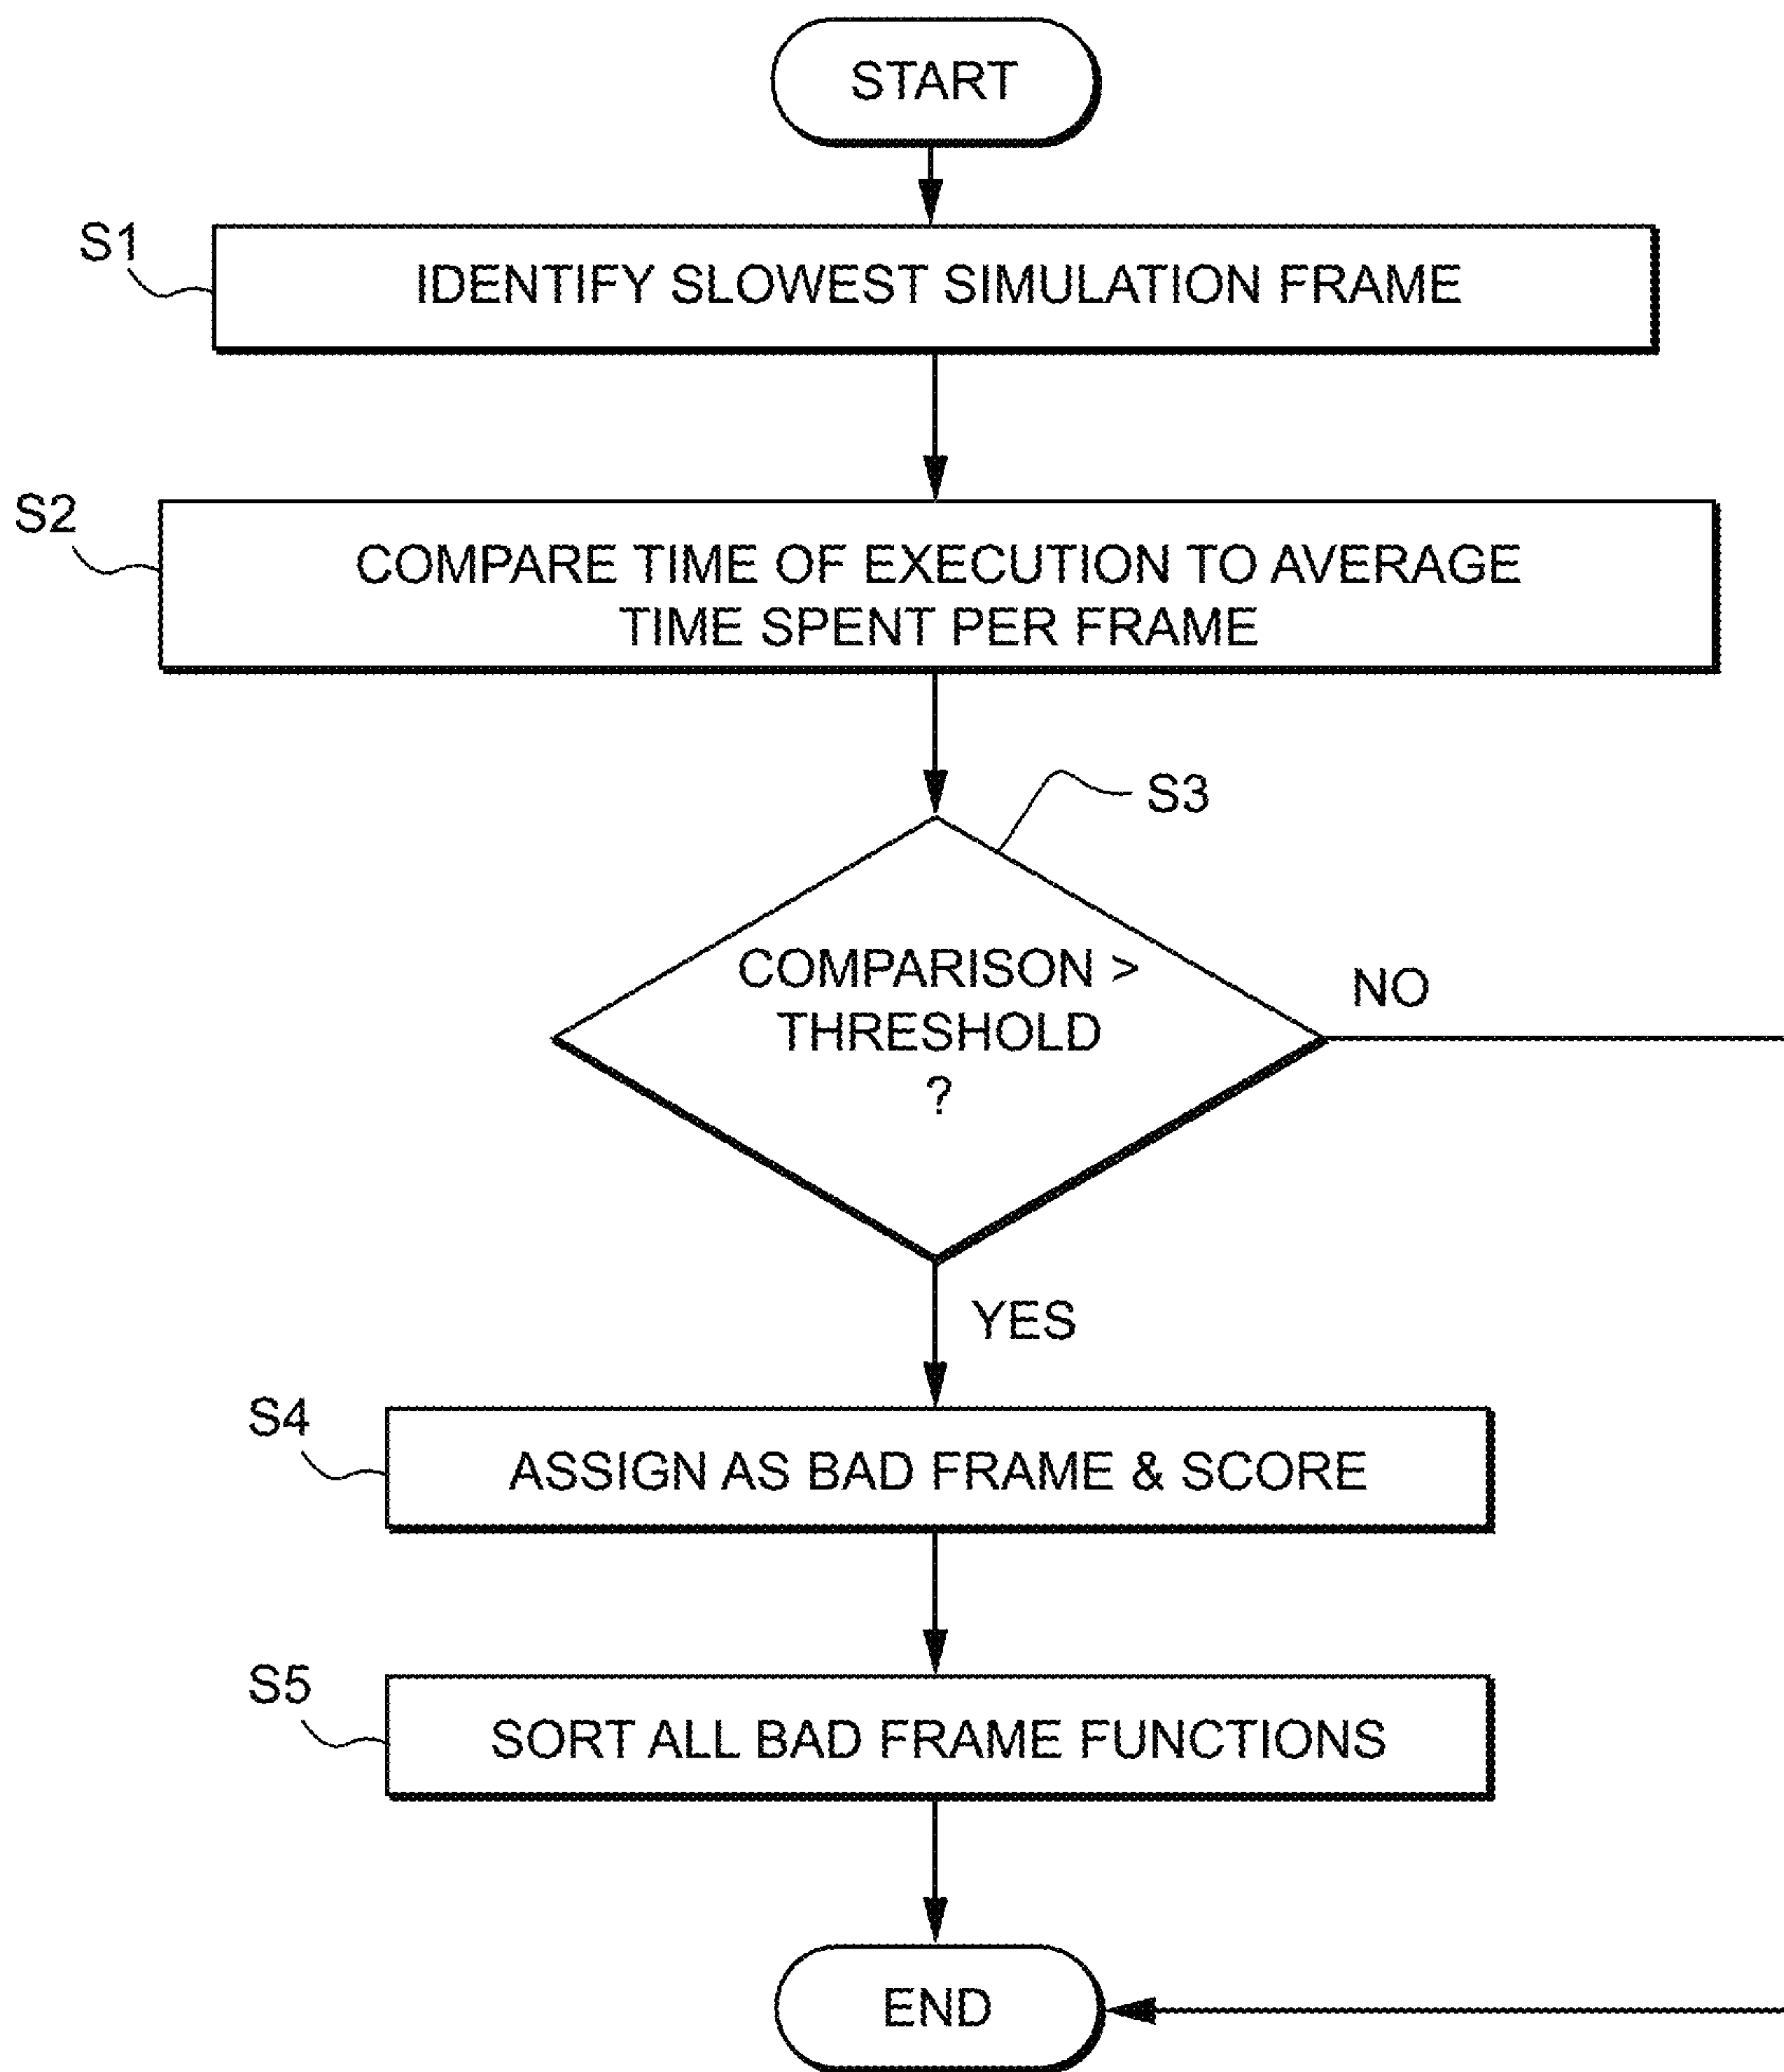 START
S1
IDENTIFY SLOWEST SIMULATION FRAME
S2
COMPARE TIME OF EXECUTION TO AVERAGE
TIME SPENT PER FRAME
S3
COMPARISON >
THRESHOLD
?
NO
YES
S4
ASSIGN AS BAD FRAME & SCORE
S5
SORT ALL BAD FRAME FUNCTIONS
END